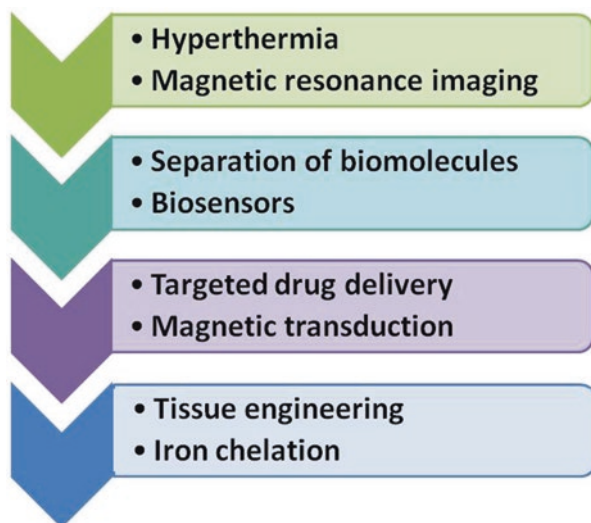 • Hyperthermia
• Magnetic resonance imaging
• Separation of biomolecules
• Biosensors
• Targeted drug delivery
• Magnetic transduction
• Tissue engineering
• Iron chelation